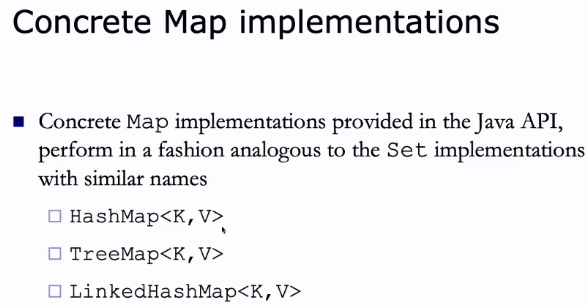 Concrete Map implementations
Concrete Map implementations provided in the Java API,
perform in a fashion analogous to the Set implementations
with similar names
HashMap<K,V>
TreeMap<K,V>
LinkedHashMap<K,V>